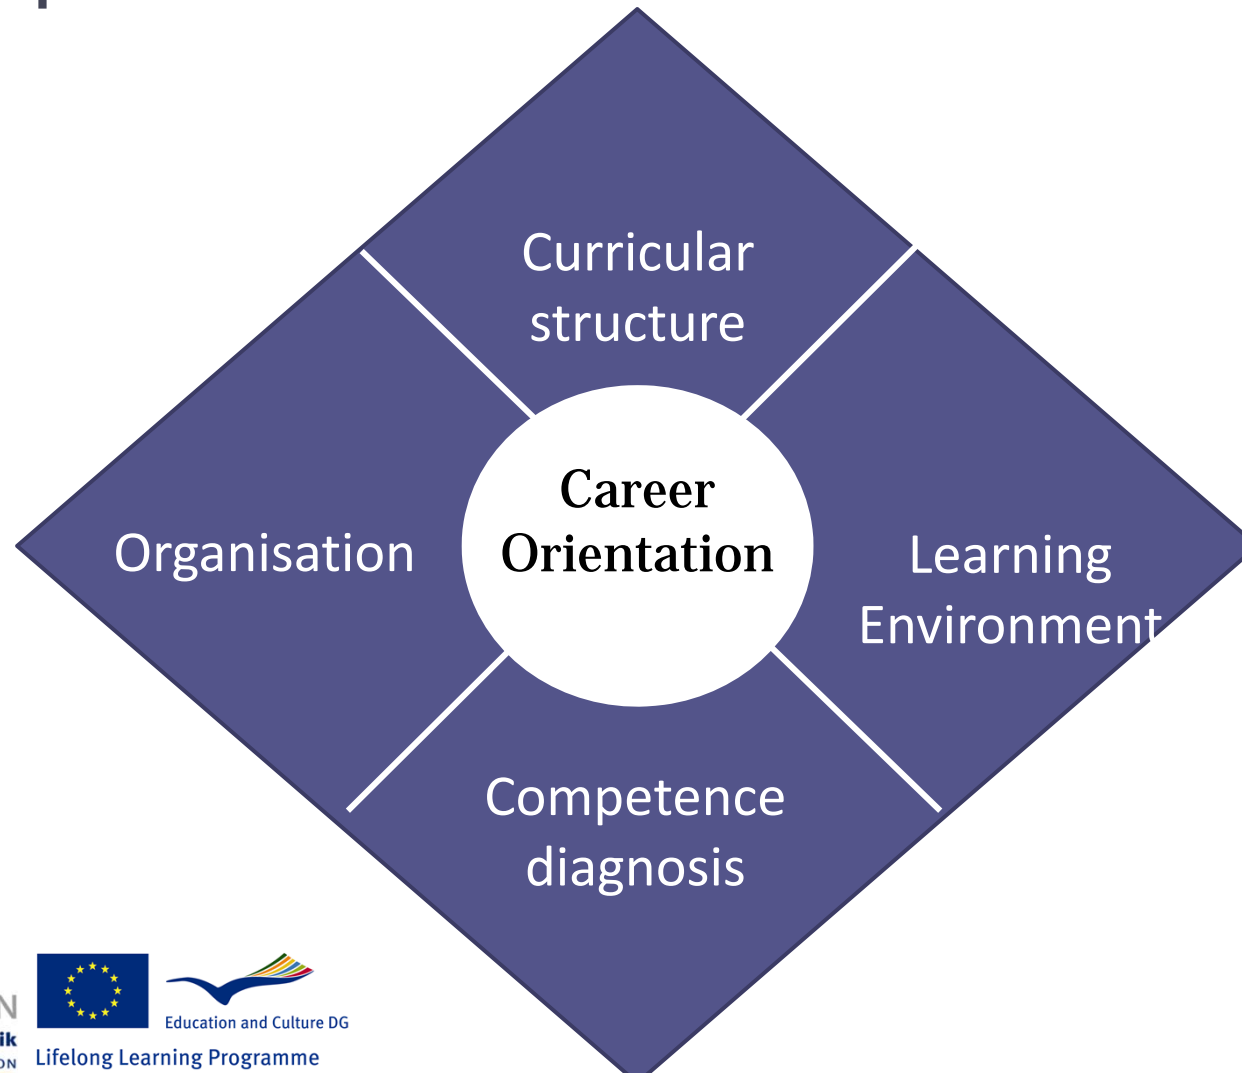 Curricular
structure
Career
Orientation
Organisation
Learning
Environment
Competence
diagnosis
Education and Culture DG
Lifelong Learning Programme